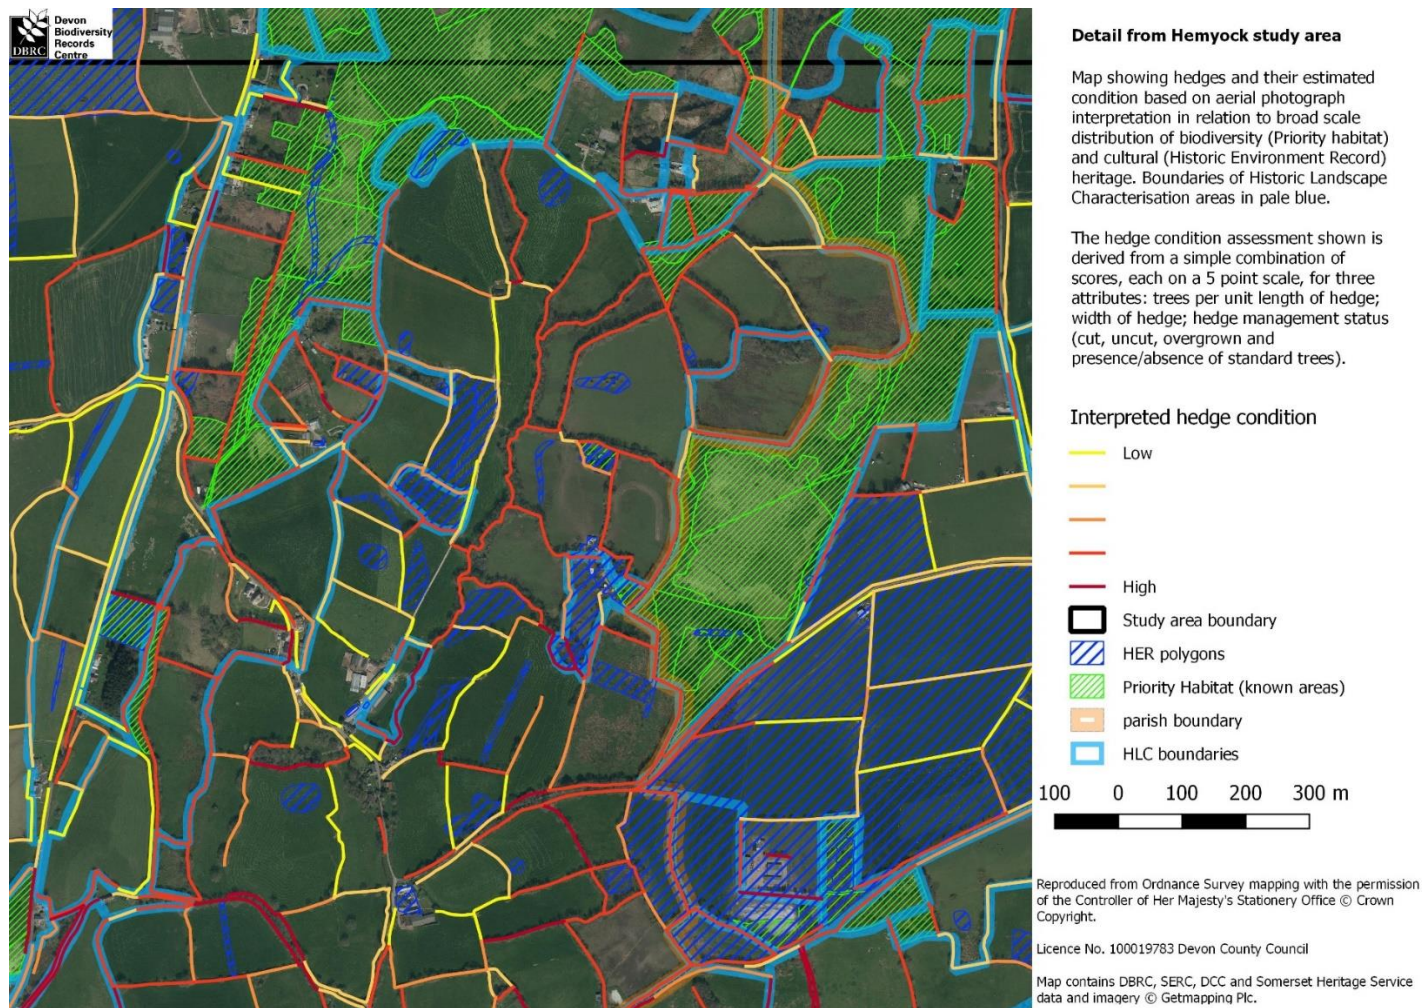 DBRC
Devon
Biodiversity
Records
Centre
Detail from Hemyock study area
Map showing hedges and their estimated
condition based on aerial photograph
interpretation in relation to broad scale
distribution of biodiversity (Priority habitat)
and cultural (Historic Environment Record)
heritage. Boundaries of Historic Landscape
Characterisation areas in pale blue.
The hedge condition assessment shown is
derived from a simple combination of
scores, each on a 5 point scale, for three
attributes: trees per unit length of hedge;
width of hedge; hedge management status
(cut, uncut, overgrown and
presence/absence of standard trees).
Interpreted hedge condition
Low
High
Study area boundary
HER polygons
Priority Habitat (known areas)
parish boundary
HLC boundaries
100 0 100 200 300 m
Reproduced from Ordnance Survey mapping with the permission
of the Controller of Her Majesty's Stationery Office © Crown
Copyright.
Licence No. 100019783 Devon County Council
Map contains DBRC, SERC, DCC and Somerset Heritage Service
data and imagery © Getmapping Plc.